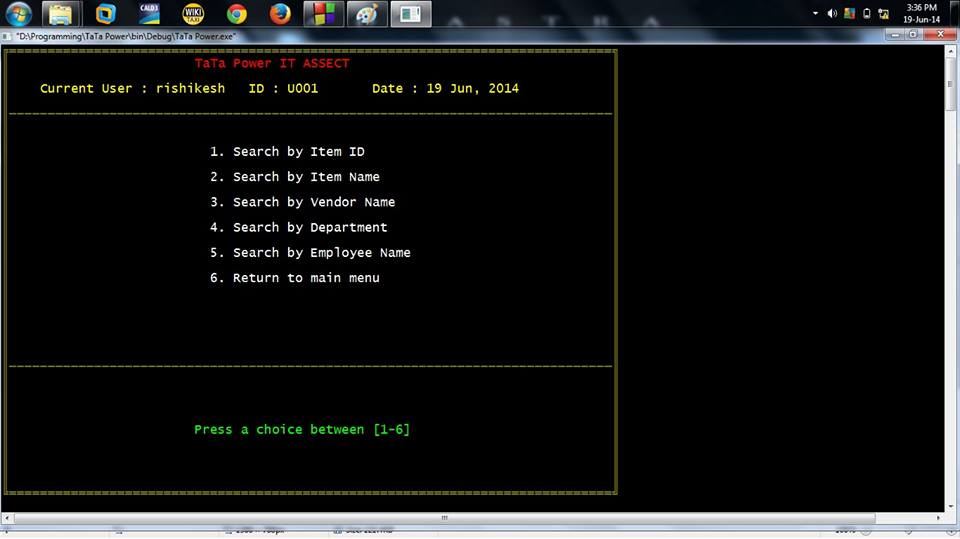 CALD3
WIKI
TAXI
A S T R A
3:36 PM
19-Jun-14
"D:\Programming\TaTa Power\bin\Debug\TaTa Power.exe"
TaTa Power IT ASSECT
Current User : rishikesh ID : U001 Date : 19 Jun, 2014
1. Search by Item ID
2. Search by Item Name
3. Search by Vendor Name
4. Search by Department
5. Search by Employee Name
6. Return to main menu
Press a choice between [1-6]